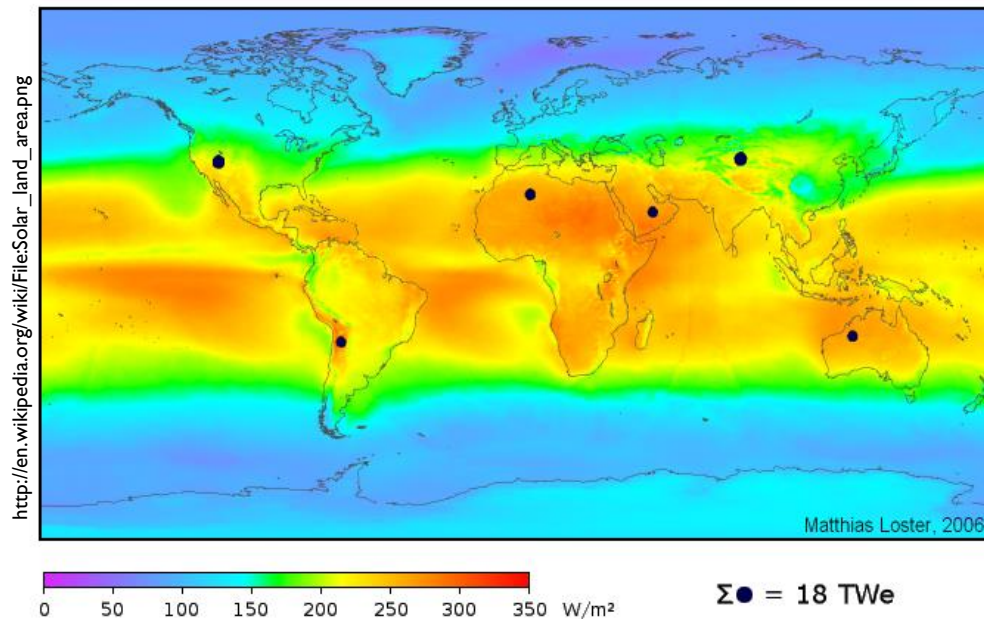 http://en.wikipedia.org/wiki/File:Solar_land_area.png
Matthias Loster, 2006
0 50 100 150 200 250 300 350 W/m²
Σ● = 18 TWe